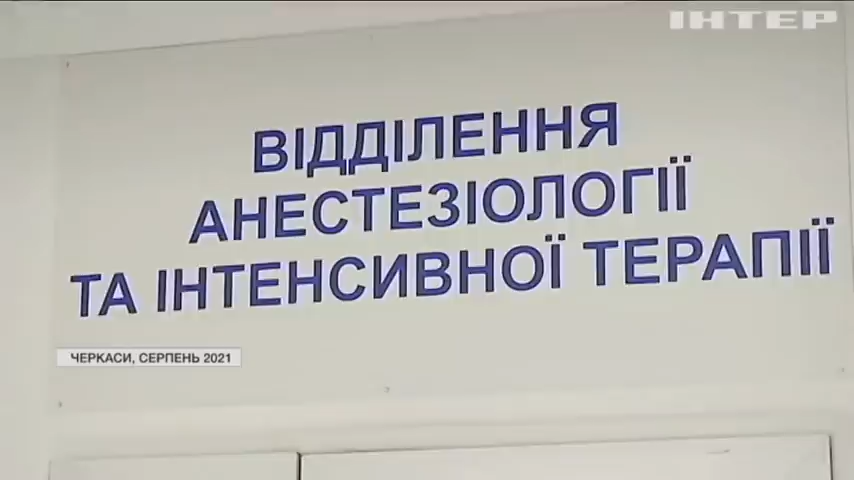 ІНТЕР
ВІДДІЛЕННЯ
АНЕСТЕЗІОЛОГІЇ
ТА ІНТЕНСИВНОЇ ТЕРАПІЇ
ЧЕРКАСИ, СЕРПЕНЬ 2021